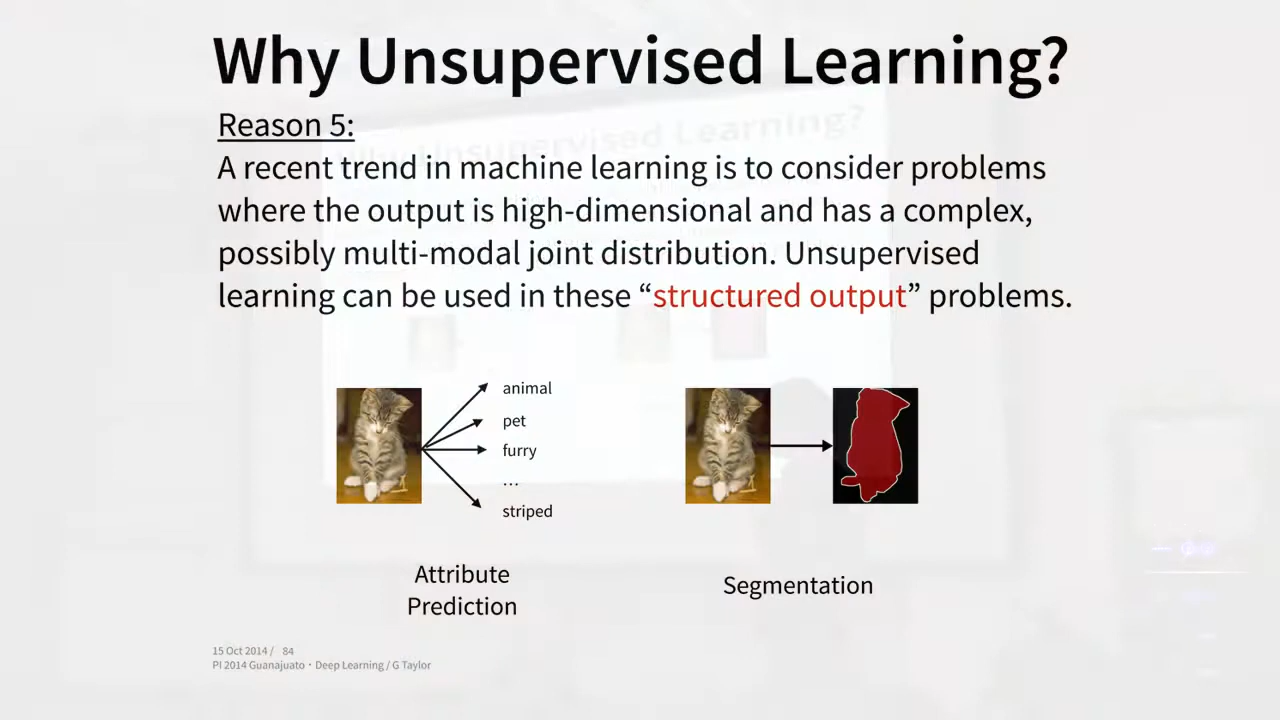 Why Unsupervised Learning?
Reason 5:
A recent trend in machine learning is to consider problems
where the output is high-dimensional and has a complex,
possibly multi-modal joint distribution. Unsupervised
learning can be used in these “structured output” problems.
animal
pet
furry
...
striped
Attribute
Prediction
Segmentation
15 Oct 2014 / 84
PI 2014 Guanajuato · Deep Learning / G Taylor